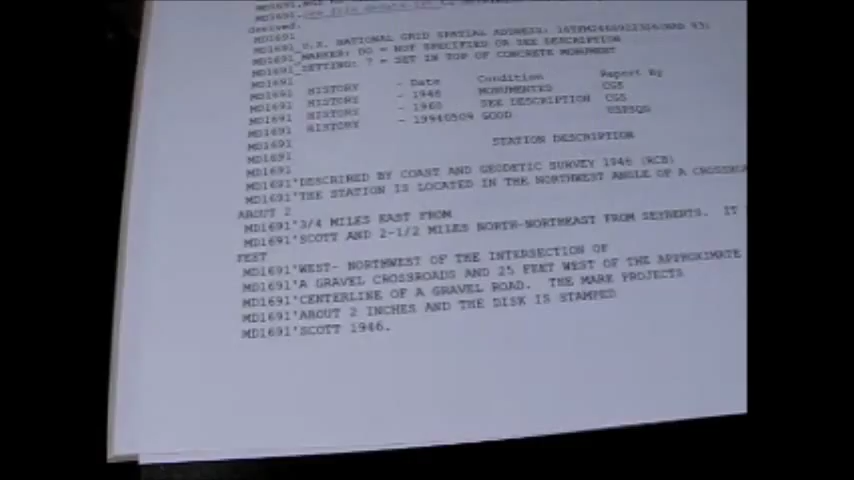 MD1691.
MD1691.
derived.
MD1691
MD1691_U.S. NATIONAL GRID SPATIAL ADDRESS:
MD1691_MARKER: DO = NOT SPECIFIED OR SEE DESCRIPTION
MD1691_SETTING: 7 = SET IN TOP OF CONCRETE MONUMENT
MD1691
MD1691 HISTORY - Date Condition Report By
MD1691 HISTORY - 1946 MONUMENTED CGS
MD1691 HISTORY - 1960 SEE DESCRIPTION CGS
MD1691 HISTORY - 19940509 GOOD USPSQD
MD1691
MD1691 STATION DESCRIPTION
MD1691
MD1691'DESCRIBED BY COAST AND GEODETIC SURVEY 1946 (RCB)
MD1691'THE STATION IS LOCATED IN THE NORTHWEST ANGLE OF A CROSSROA
ABOUT 2
MD1691'3/4 MILES EAST FROM
MD1691'SCOTT AND 2-1/2 MILES NORTH-NORTHEAST FROM SEYBERTS. IT
FEET
MD1691'WEST- NORTHWEST OF THE INTERSECTION OF
MD1691'A GRAVEL CROSSROADS AND 25 FEET WEST OF THE APPROXIMATE
MD1691'CENTERLINE OF A GRAVEL ROAD. THE MARK PROJECTS
MD1691'ABOUT 2 INCHES AND THE DISK IS STAMPED
MD1691'SCOTT 1946.